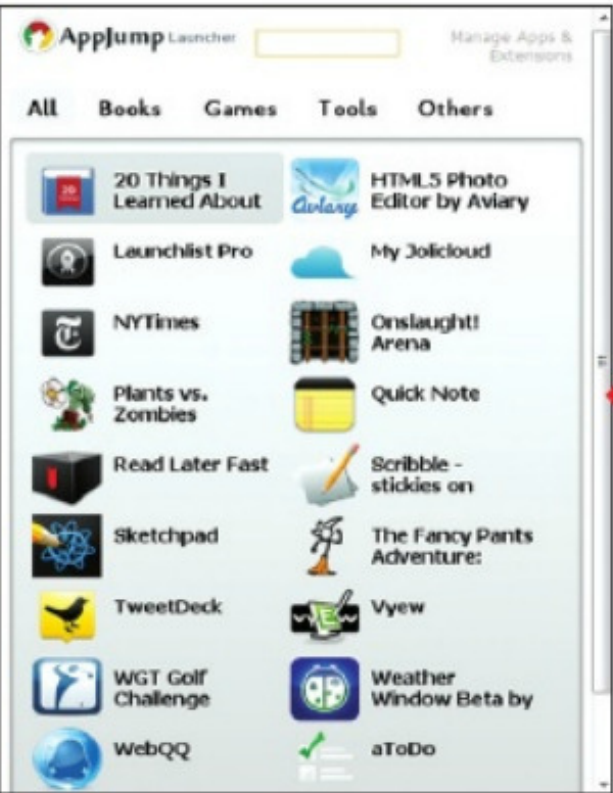 AppJump Launcher
Manage Apps &
Extensions
All Books Games Tools Others
20 Things I
Learned About
HTML5 Photo
Editor by Aviary
Launchlist Pro
My Jolicloud
NYTimes
Onslaught!
Arena
Plants vs.
Zombies
Quick Note
Read Later Fast
Scribble -
stickies on
Sketchpad
The Fancy Pants
Adventure:
TweetDeck
Vyew
WGT Golf
Challenge
Weather
Window Beta by
WebQQ
aToDo
20
Aviary
T